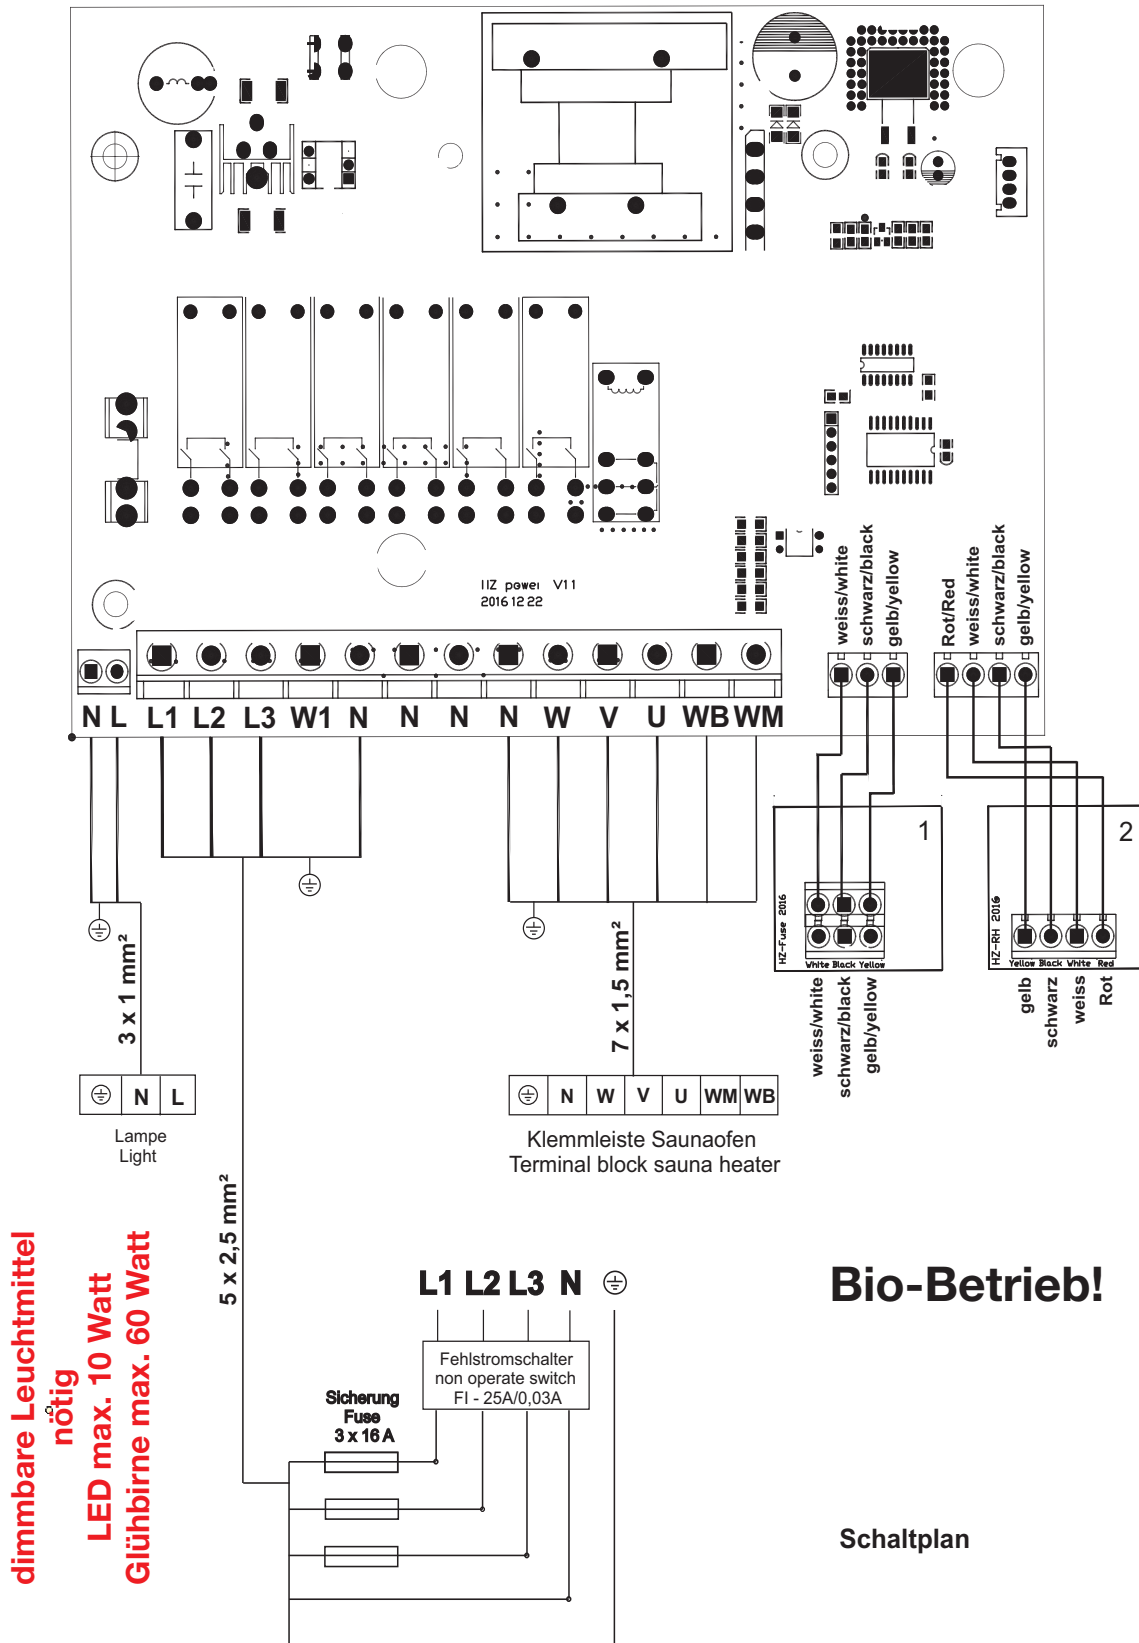 IIZ power V1 1
2016 12 22
weiss/white
schwarz/black
gelb/yellow
Rot/Red
weiss/white
schwarz/black
gelb/yellow
N L L1 L2 L3 W1 N N N N W V U WB WM
1
HZ-Fuse 2016
White Black Yellow
weiss/white
schwarz/black
gelb/yellow
2
HZ-RH 2016
Yellow Black White Red
gelb
schwarz
weiss
Rot
3 x 1 mm²
7 x 1,5 mm²
N L
Lampe
Light
N W V U WM WB
Klemmleiste Saunaofen
Terminal block sauna heater
5 x 2,5 mm²
dimmbare Leuchtmittel
nötig
LED max. 10 Watt
Glühbirne max. 60 Watt
L1 L2 L3 N
Fehlstromschalter
non operate switch
FI - 25A/0,03A
Sicherung
Fuse
3 x 16 A
Bio-Betrieb!
Schaltplan